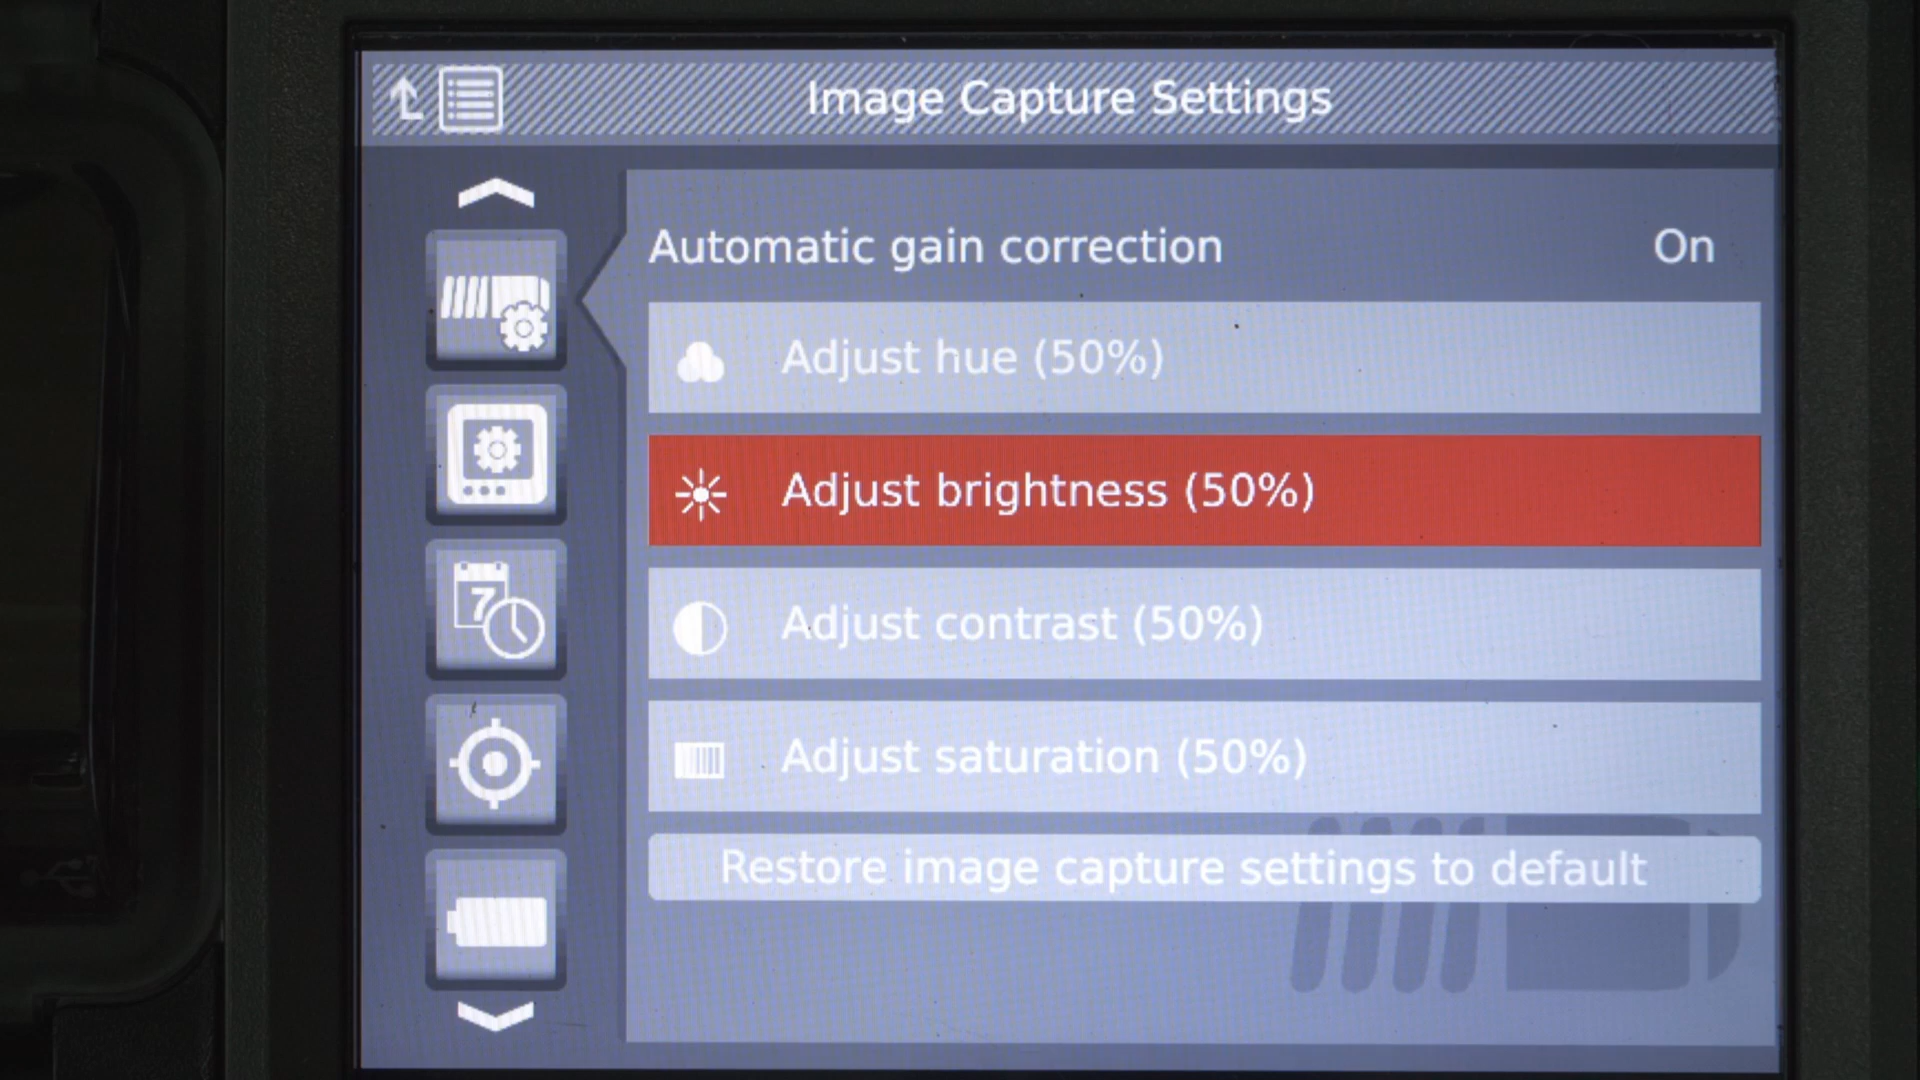 Image Capture Settings
Automatic gain correction On
Adjust hue (50%)
Adjust brightness (50%)
7
Adjust contrast (50%)
Adjust saturation (50%)
Restore image capture settings to default